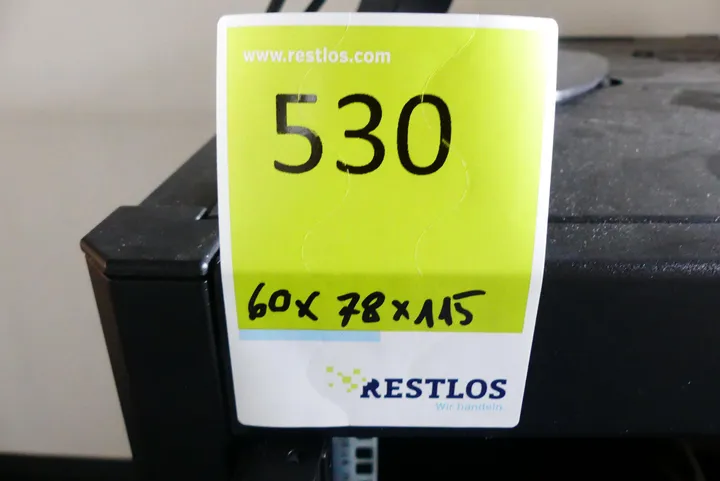 www.restlos.com
530
60x 78x115
RESTLOS
Wir handeln.